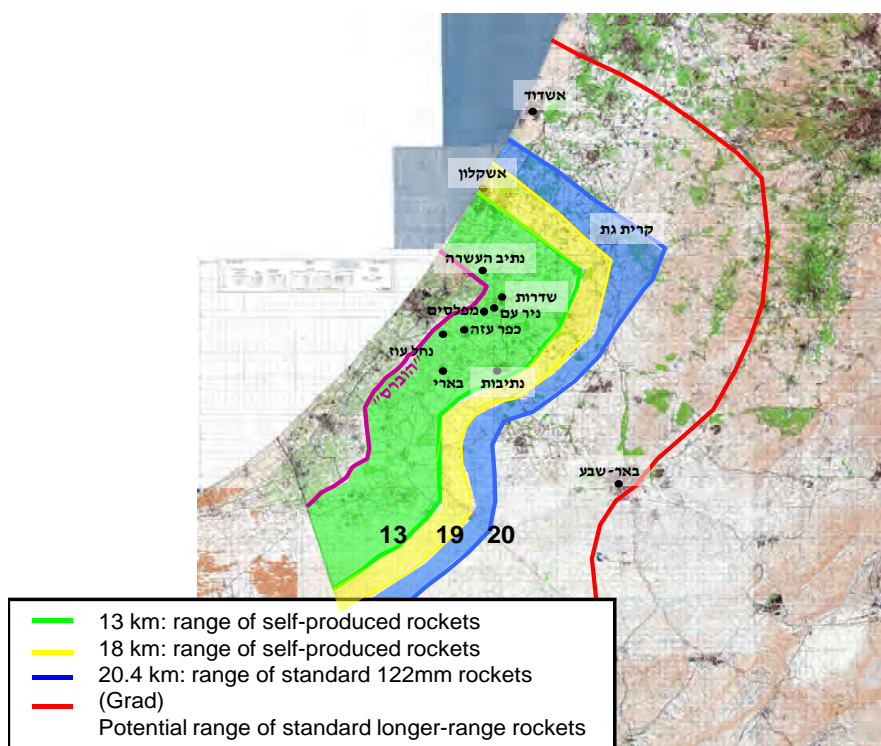 אשדוד
אשקלון
קרית גת
נתיב העשרה
שדרות
ניר עם
מפלסים
כפר עזה
נחל עוז
"הוברס"
בארי
נתיבות
באר-שבע
13 19 20
13 km: range of self-produced rockets
18 km: range of self-produced rockets
20.4 km: range of standard 122mm rockets
(Grad)
Potential range of standard longer-range rockets